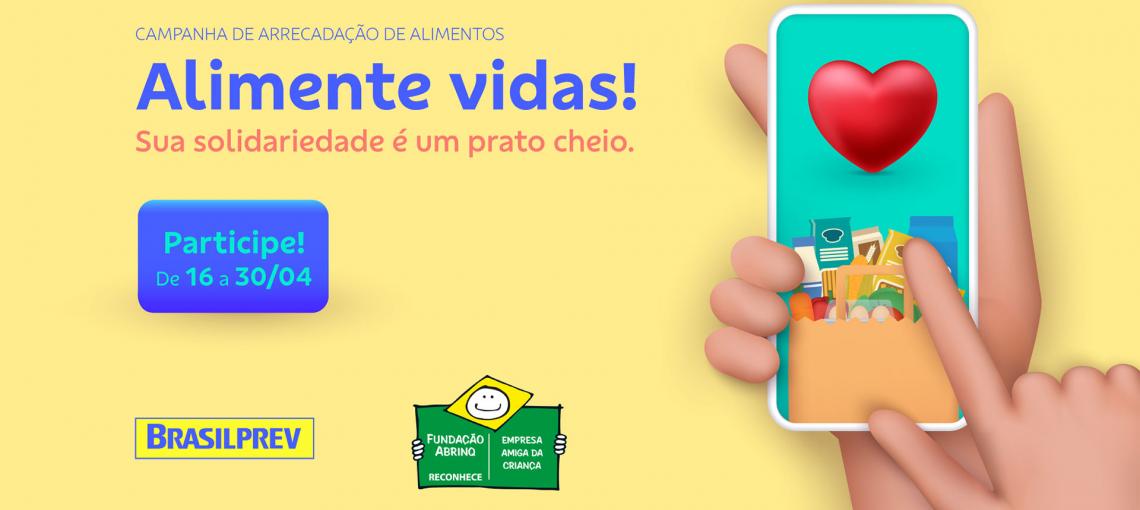 CAMPANHA DE ARRECADAÇÃO DE ALIMENTOS
Alimente vidas!
Sua solidariedade é um prato cheio.
Participe!
De 16 a 30/04
BRASILPREV
FUNDAÇÃO
ABRINQ
RECONHECE
EMPRESA
AMIGA DA
CRIANÇA